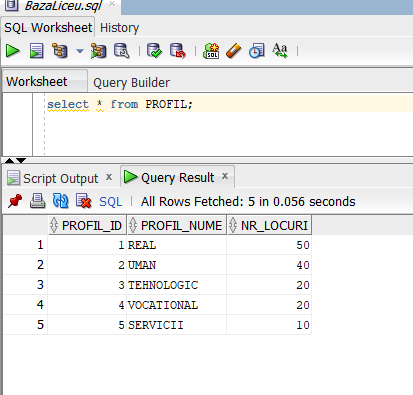 BazaLiceu.sql ×
SQL Worksheet History
Worksheet Query Builder
select * from PROFIL;
Script Output × Query Result ×
SQL | All Rows Fetched: 5 in 0.056 seconds
PROFIL_ID PROFIL_NUME NR_LOCURI
1 1 REAL 50
2 2 UMAN 40
3 3 TEHNOLOGIC 20
4 4 VOCATIONAL 20
5 5 SERVICII 10